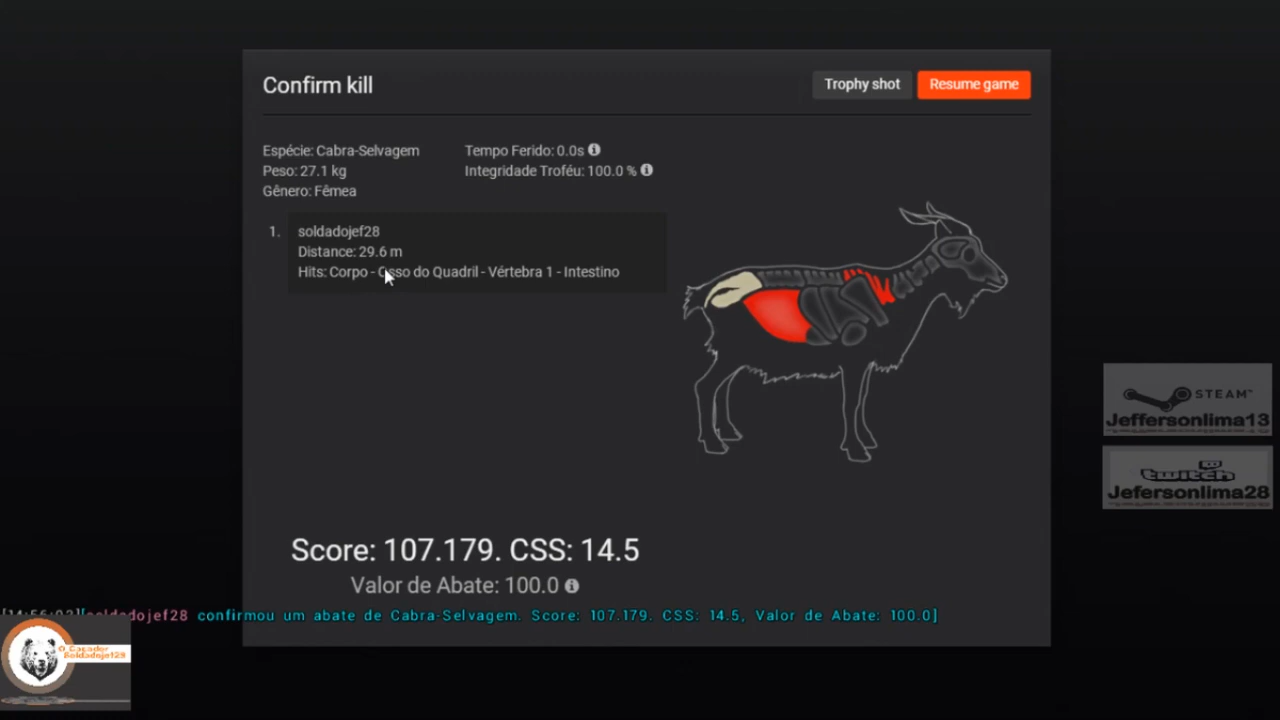 Confirm kill
Trophy shot
Resume game
Espécie: Cabra-Selvagem
Peso: 27.1 kg
Gênero: Fêmea
Tempo Ferido: 0.0s
Integridade Troféu: 100.0 %
1.
soldadojef28
Distance: 29.6 m
Hits: Corpo - Osso do Quadril - Vértebra 1 - Intestino
STEAM™
Jeffersonlima13
twitch
Jefersonlima28
Score: 107.179. CSS: 14.5
Valor de Abate: 100.0
soldadojef28 confirmou um abate de Cabra-Selvagem. Score: 107.179. CSS: 14.5, Valor de Abate: 100.0]
O Caçador